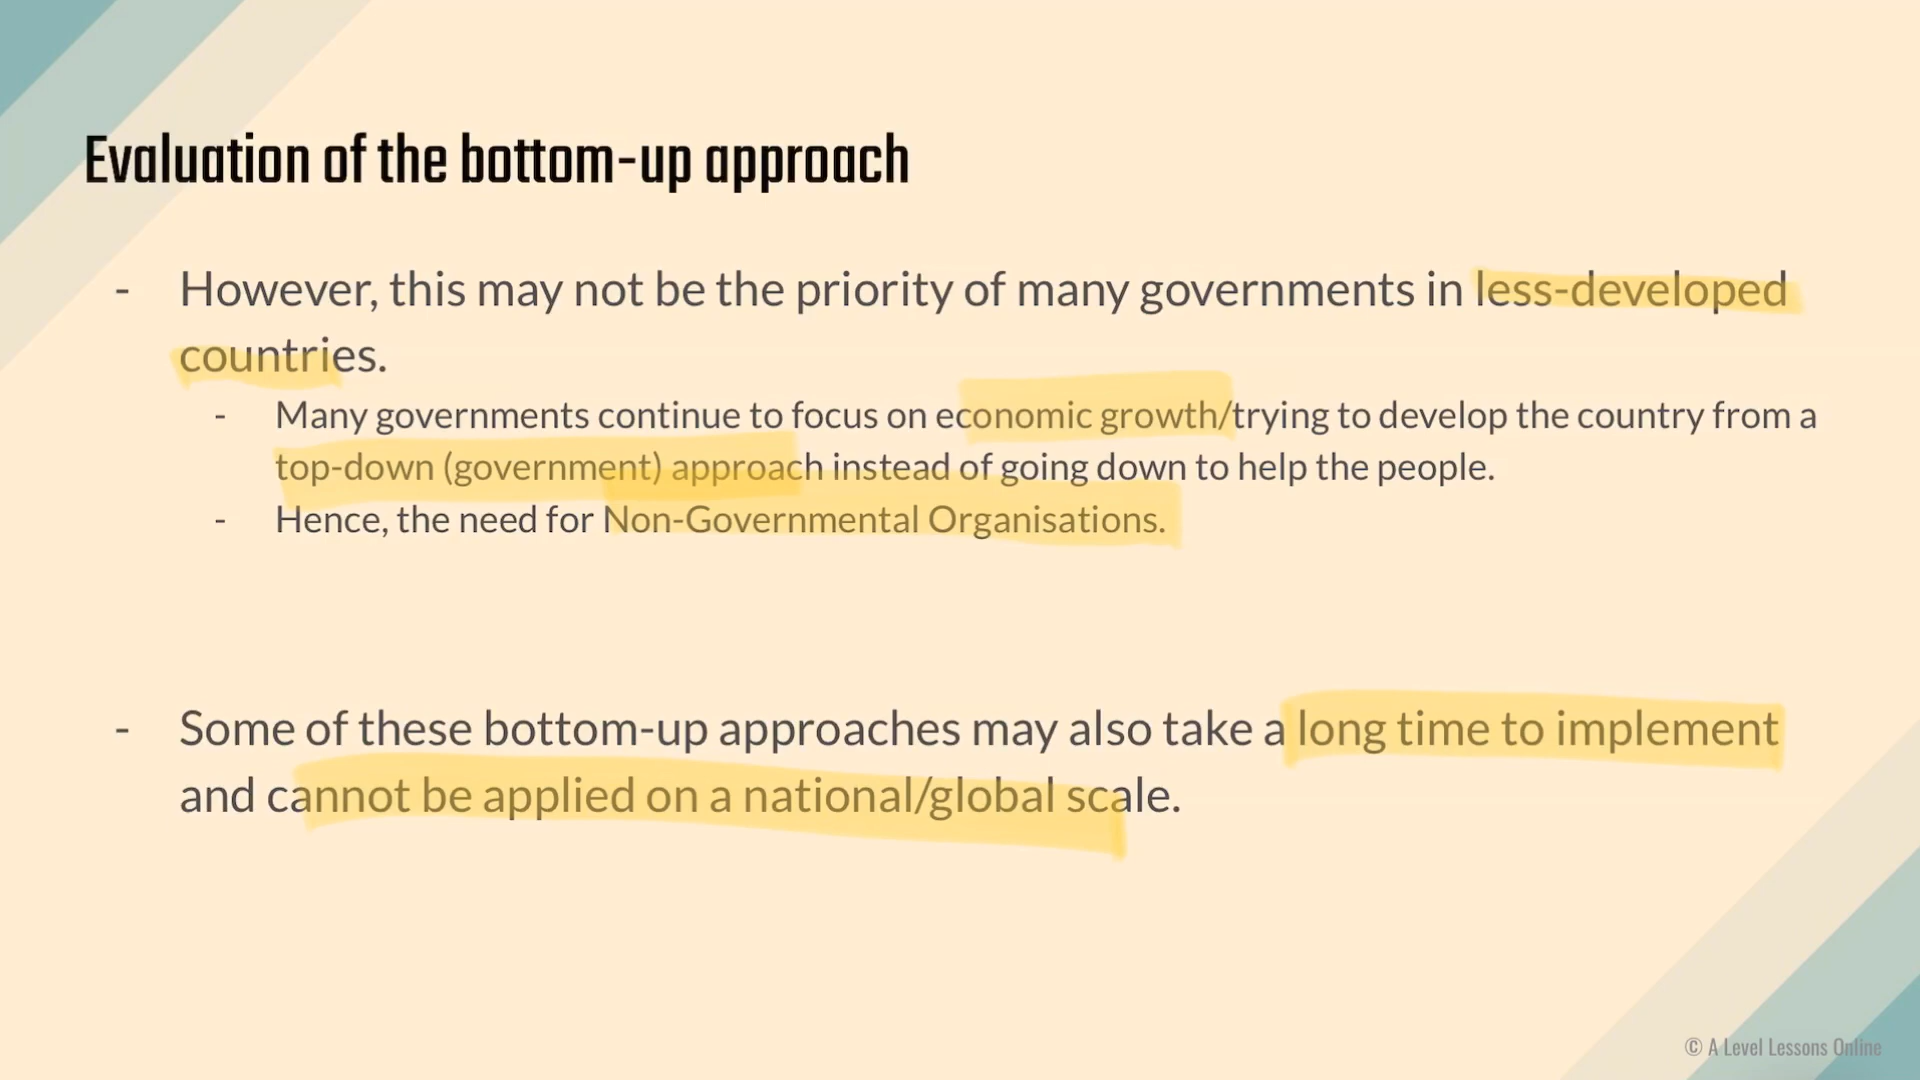 Evaluation of the bottom-up approach
- However, this may not be the priority of many governments in less-developed
countries.
- Many governments continue to focus on economic growth/trying to develop the country from a
top-down (government) approach instead of going down to help the people.
- Hence, the need for Non-Governmental Organisations.
- Some of these bottom-up approaches may also take a long time to implement
and cannot be applied on a national/global scale.
© A Level Lessons Online